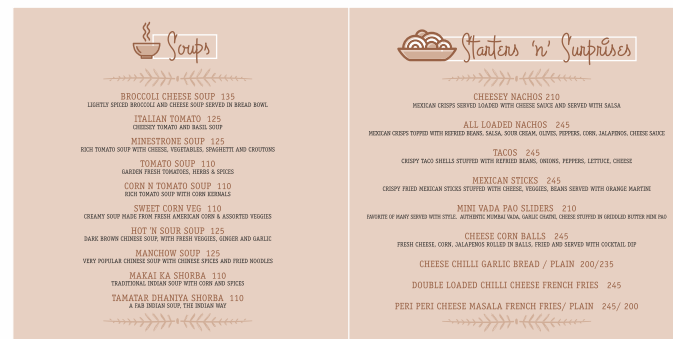 Soups
BROCCOLI CHEESE SOUP 135
LIGHTLY SPICED BROCCOLI AND CHEESE SOUP SERVED IN BREAD BOWL
ITALIAN TOMATO 125
CHEESEY TOMATO AND BASIL SOUP
MINESTRONE SOUP 125
RICH TOMATO SOUP WITH CHEESE, VEGETABLES, SPAGHETTI AND CROUTONS
TOMATO SOUP 110
GARDEN FRESH TOMATOES, HERBS & SPICES
CORN N TOMATO SOUP 110
RICH TOMATO SOUP WITH CORN KERNALS
SWEET CORN VEG 110
CREAMY SOUP MADE FROM FRESH AMERICAN CORN & ASSORTED VEGGIES
HOT 'N SOUR SOUP 125
DARK BROWN CHINESE SOUP, WITH FRESH VEGGIES, GINGER AND GARLIC
MANCHOW SOUP 125
VERY POPULAR CHINESE SOUP WITH CHINESE SPICES AND FRIED NOODLES
MAKAI KA SHORBA 110
TRADITIONAL INDIAN SOUP WITH CORN AND SPICES
TAMATAR DHANIYA SHORBA 110
A FAB INDIAN SOUP, THE INDIAN WAY
Starters 'n' Surprises
CHEESEY NACHOS 210
MEXICAN CRISPS SERVED LOADED WITH CHEESE SAUCE AND SERVED WITH SALSA
ALL LOADED NACHOS 245
MEXICAN CRISPS TOPPED WITH REFRIED BEANS, SALSA, SOUR CREAM, OLIVES, PEPPERS, CORN, JALAPENOS, CHEESE SAUCE
TACOS 245
CRISPY TACO SHELLS STUFFED WITH REFRIED BEANS, ONIONS, PEPPERS, LETTUCE, CHEESE
MEXICAN STICKS 245
CRISPY FRIED MEXICAN STICKS STUFFED WITH CHEESE, VEGGIES, BEANS SERVED WITH ORANGE MARTINI
MINI VADA PAO SLIDERS 210
FAVORITE OF MANY SERVED WITH STYLE. AUTHENTIC MUMBAI VADA, GARLIC CHATNI, CHEESE STUFFED IN GRIDDLED BUTTER MINI PAO
CHEESE CORN BALLS 245
FRESH CHEESE, CORN, JALAPENOS ROLLED IN BALLS, FRIED AND SERVED WITH COCKTAIL DIP
CHEESE CHILLI GARLIC BREAD / PLAIN 200/235
DOUBLE LOADED CHILLI CHEESE FRENCH FRIES 245
PERI PERI CHEESE MASALA FRENCH FRIES/ PLAIN 245/ 200